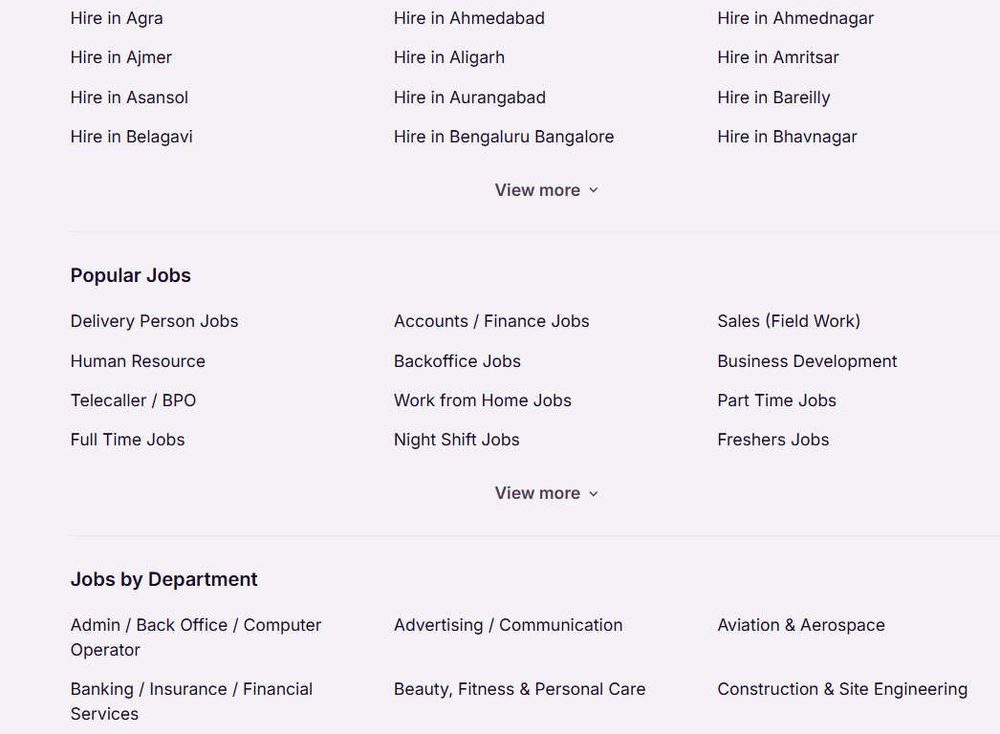 Hire in Agra
Hire in Ahmedabad
Hire in Ahmednagar
Hire in Ajmer
Hire in Aligarh
Hire in Amritsar
Hire in Asansol
Hire in Aurangabad
Hire in Bareilly
Hire in Belagavi
Hire in Bengaluru Bangalore
Hire in Bhavnagar
View more
Popular Jobs
Delivery Person Jobs
Accounts / Finance Jobs
Sales (Field Work)
Human Resource
Backoffice Jobs
Business Development
Telecaller / BPO
Work from Home Jobs
Part Time Jobs
Full Time Jobs
Night Shift Jobs
Freshers Jobs
View more
Jobs by Department
Admin / Back Office / Computer
Operator
Advertising / Communication
Aviation & Aerospace
Banking / Insurance / Financial
Services
Beauty, Fitness & Personal Care
Construction & Site Engineering